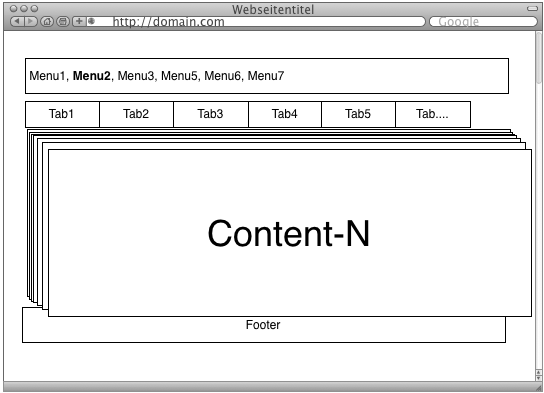 Webseitentitel
http://domain.com
Google
Menu1, Menu2, Menu3, Menu5, Menu6, Menu7
Tab1 Tab2 Tab3 Tab4 Tab5 Tab....
Content-N
Footer